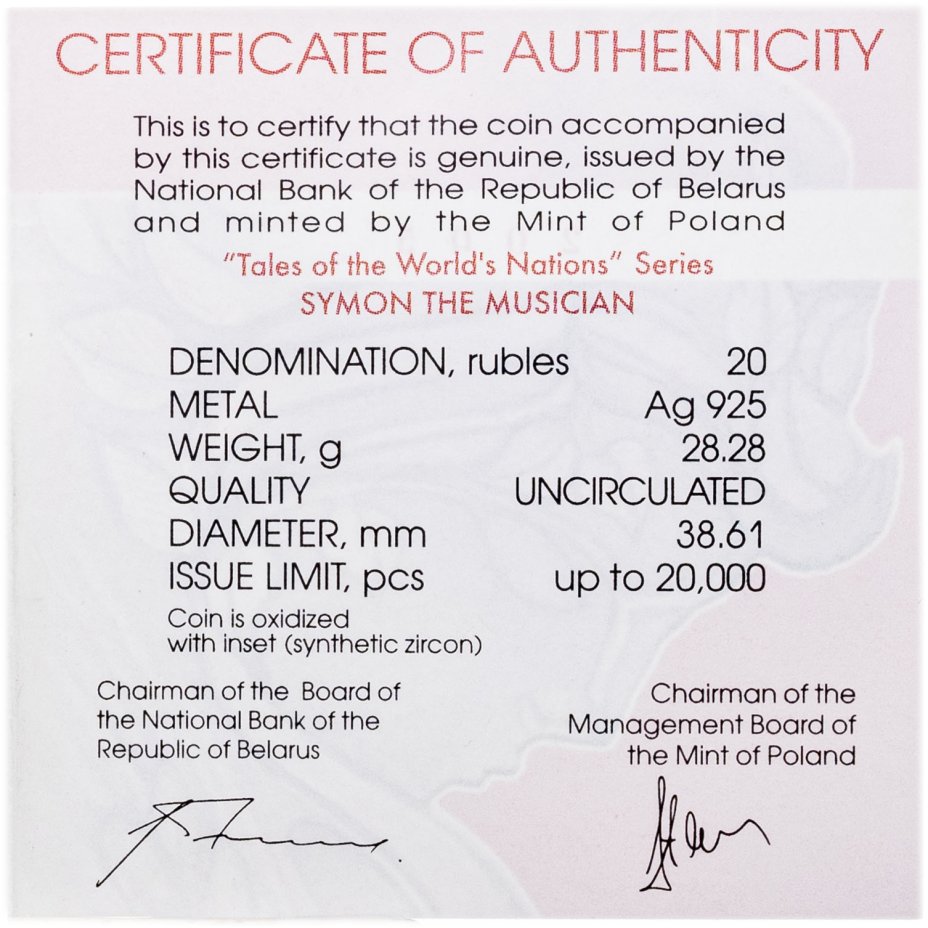 CERTIFICATE OF AUTHENTICITY
This is to certify that the coin accompanied
by this certificate is genuine, issued by the
National Bank of the Republic of Belarus
and minted by the Mint of Poland
"Tales of the World's Nations" Series
SYMON THE MUSICIAN
DENOMINATION, rubles 20
METAL Ag 925
WEIGHT, g 28.28
QUALITY UNCIRCULATED
DIAMETER, mm 38.61
ISSUE LIMIT, pcs up to 20,000
Coin is oxidized
with inset (synthetic zircon)
Chairman of the Board of
the National Bank of the
Republic of Belarus
Chairman of the
Management Board of
the Mint of Poland